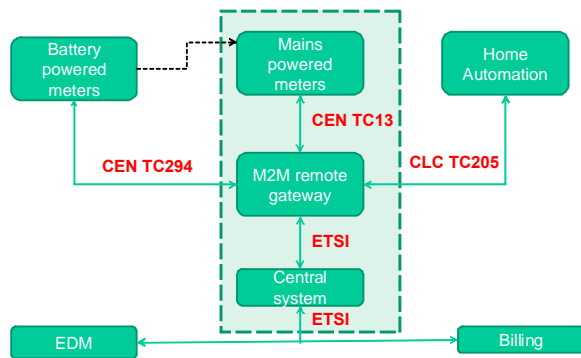 Battery
powered
meters
Mains
powered
meters
Home
Automation
CEN TC13
CEN TC294
CLC TC205
M2M remote
gateway
ETSI
Central
system
ETSI
EDM
Billing